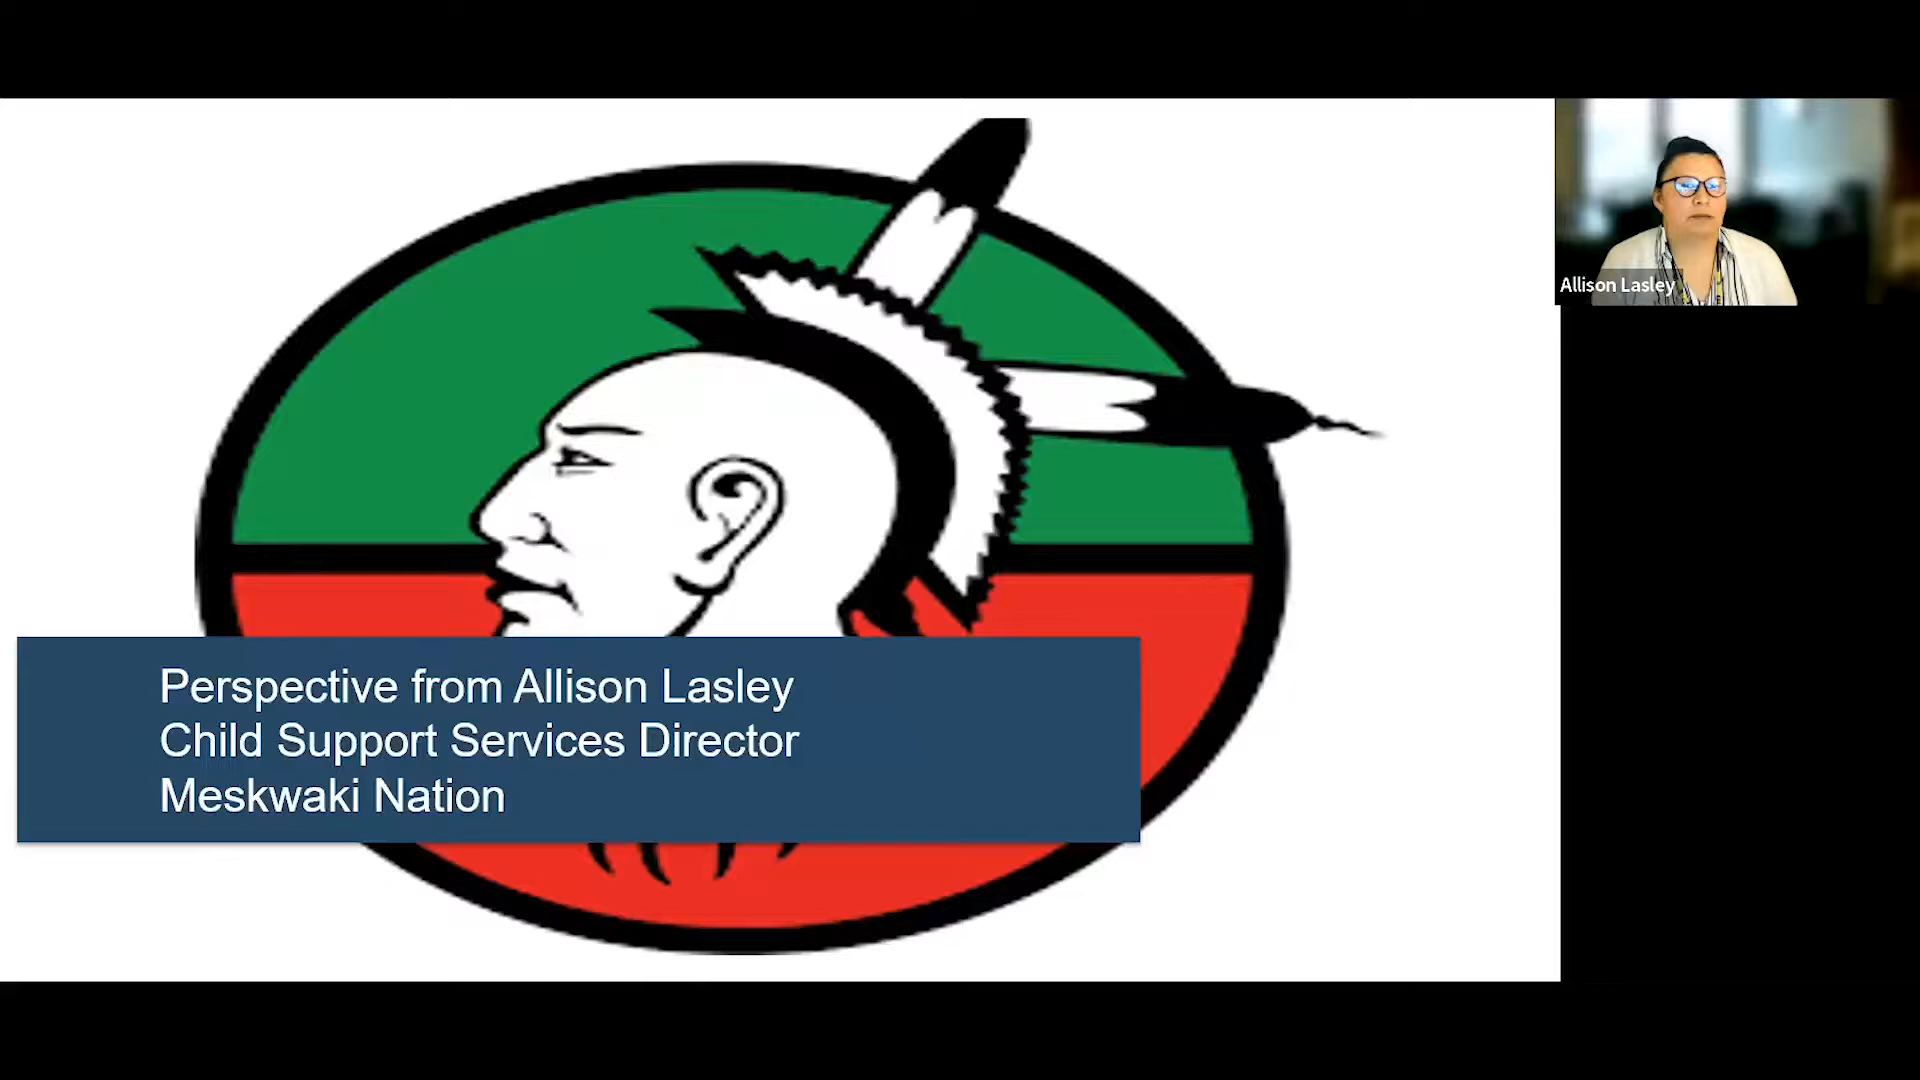 Perspective from Allison Lasley
Child Support Services Director
Meskwaki Nation
Allison Lasley